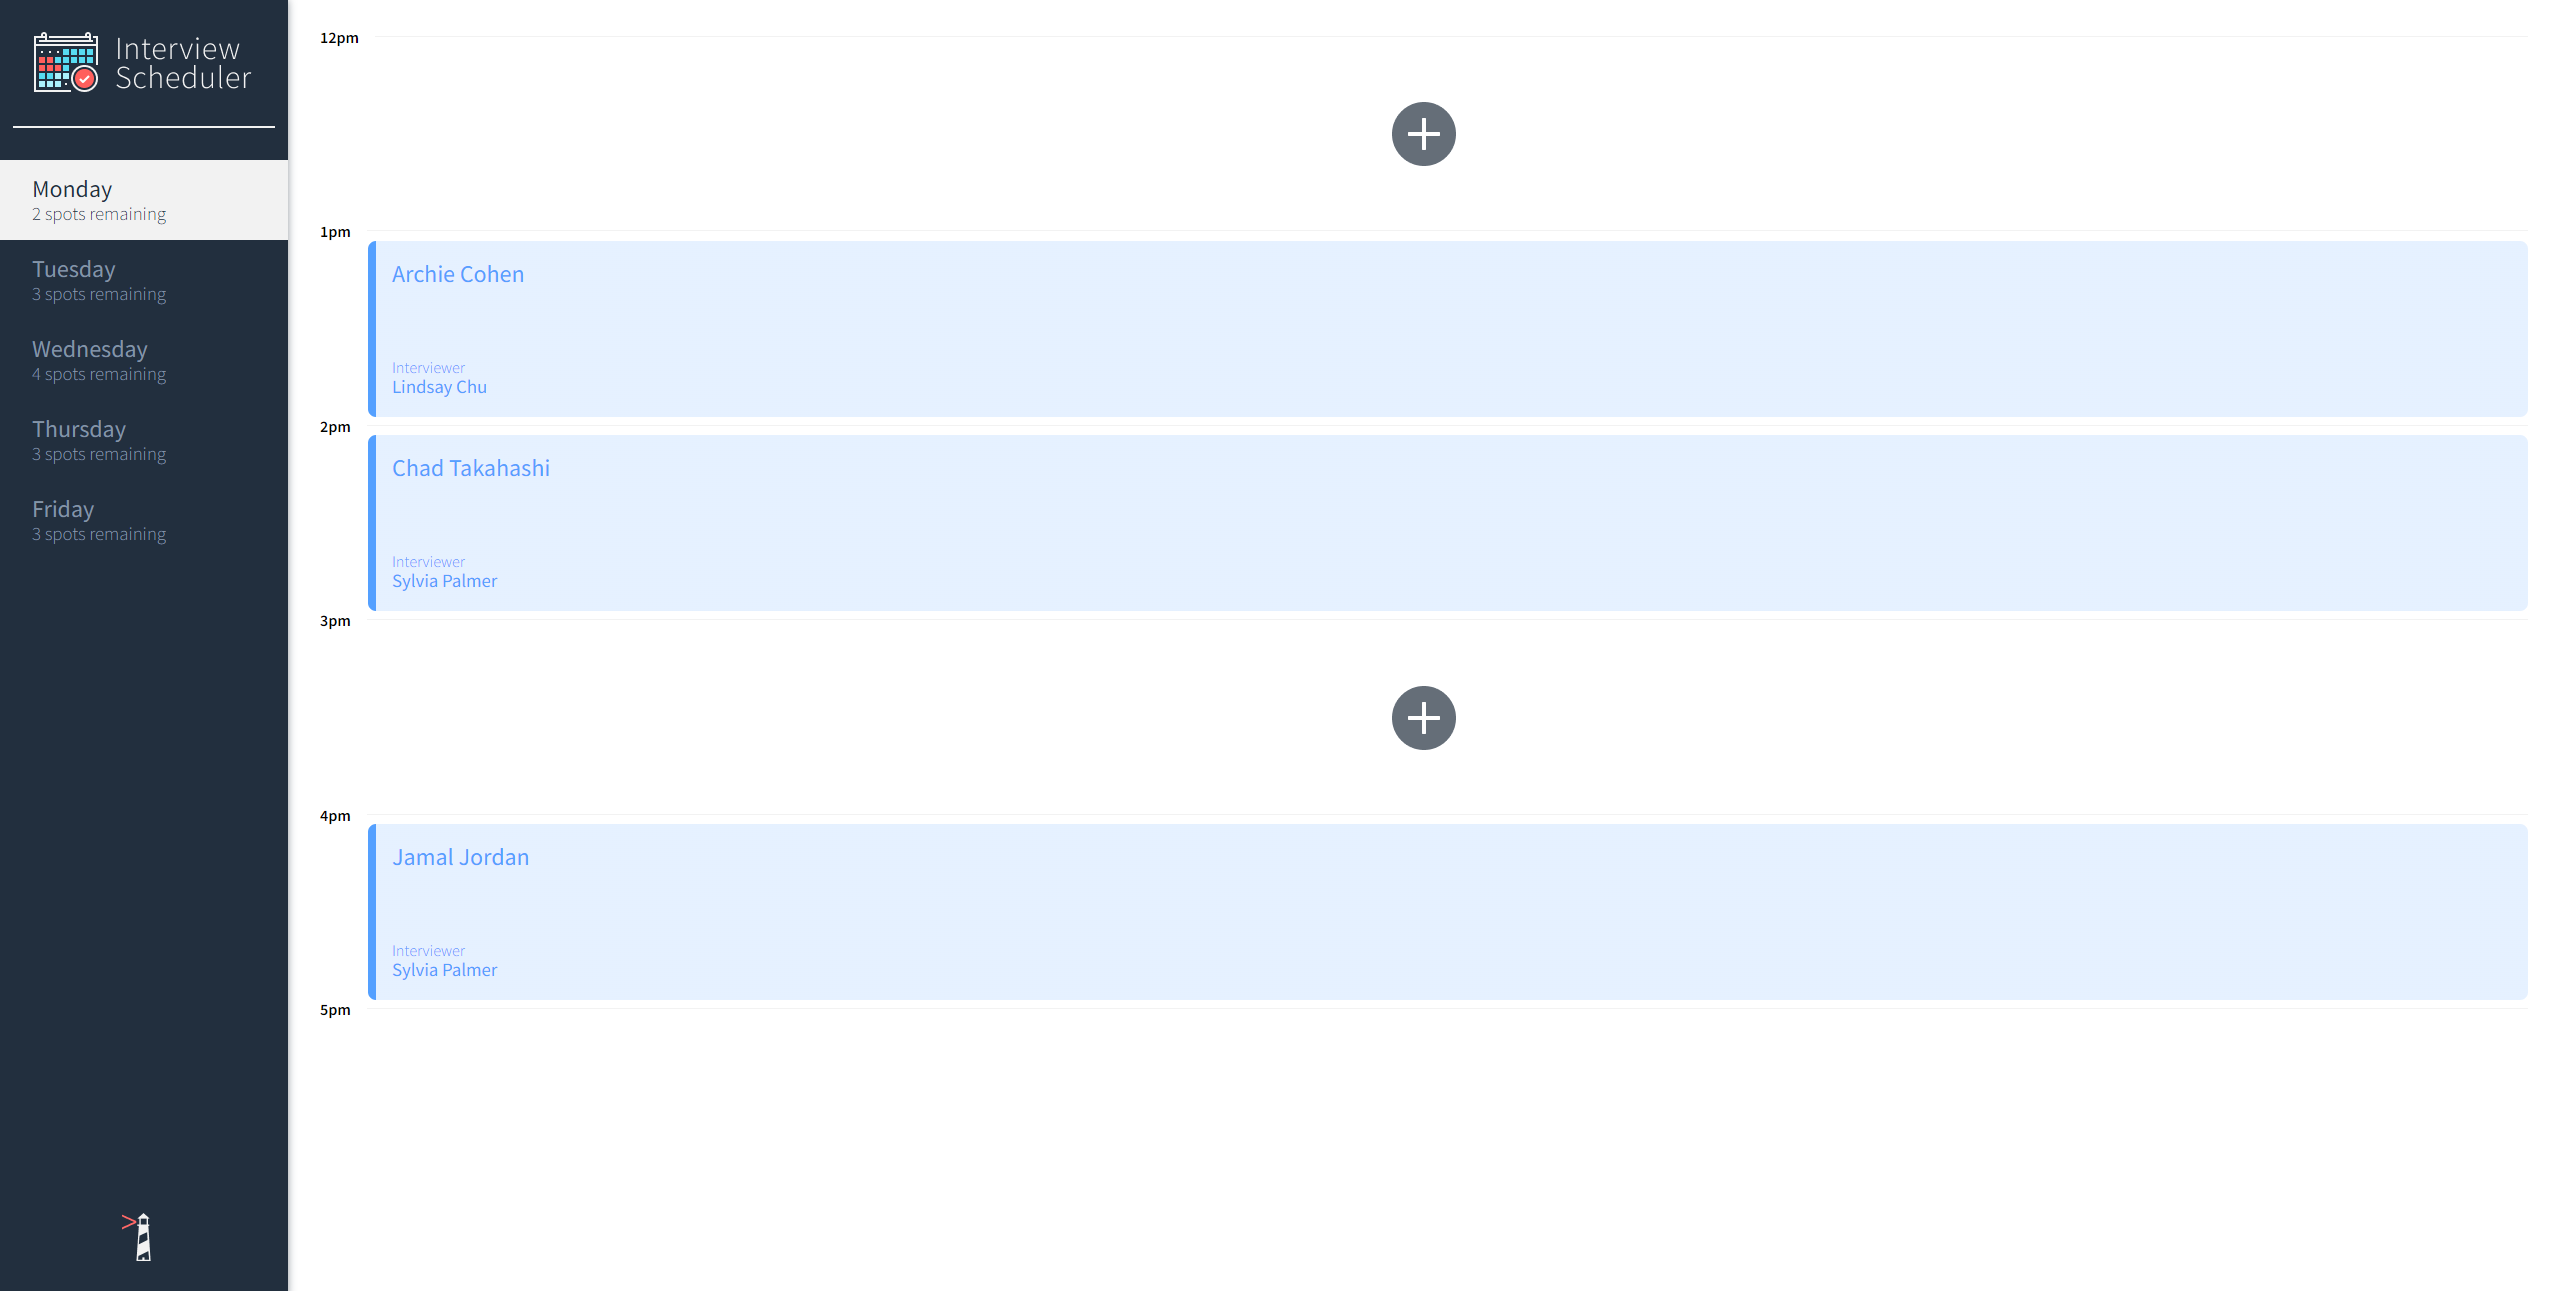 Interview
Scheduler
Monday
2 spots remaining
Tuesday
3 spots remaining
Wednesday
4 spots remaining
Thursday
3 spots remaining
Friday
3 spots remaining
12pm
1pm
Archie Cohen
Interviewer
Lindsay Chu
2pm
Chad Takahashi
Interviewer
Sylvia Palmer
3pm
4pm
Jamal Jordan
Interviewer
Sylvia Palmer
5pm